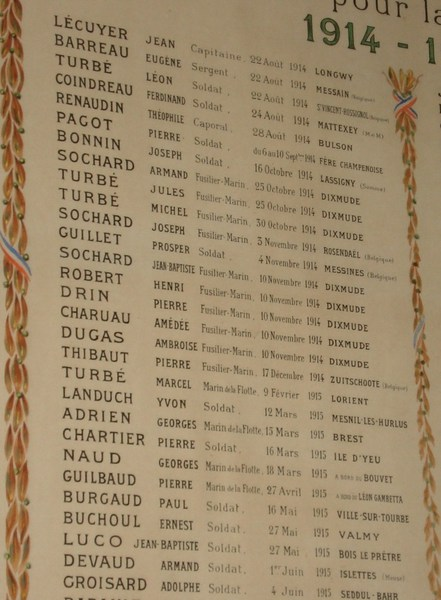 pour la
1914 - 1
LÉCUYER JEAN Capitaine. 22 Août 1914 LONGWY
BARREAU EUGÈNE Sergent. 22 Août 1914 MESSAIN (Belgique)
TURBÉ LÉON Soldat. 22 Août 1914
COINDREAU FERDINAND Soldat. 24 Août 1914 MATTEXEY (M et M)
RENAUDIN THÉOPHILE Caporal. 28 Août 1914 BULSON
PAGOT PIERRE Soldat. du 6 au 10 Septbre 1914 FÈRE CHAMPENOISE
BONNIN JOSEPH Soldat. 16 Octobre 1914 LASSIGNY (Somme)
SOCHARD ARMAND Fusilier-Marin. 25 Octobre 1914 DIXMUDE
TURBÉ JULES Fusilier-Marin. 25 Octobre 1914 DIXMUDE
TURBÉ MICHEL Fusilier-Marin. 30 Octobre 1914 DIXMUDE
SOCHARD JOSEPH Fusilier-Marin. 3 Novembre 1914 ROSENDAEL
GUILLET PROSPER Soldat. 4 Novembre 1914 MESSINES (Belgique)
SOCHARD JEAN-BAPTISTE Fusilier-Marin. 10 Novembre 1914 DIXMUDE
ROBERT HENRI Fusilier-Marin. 10 Novembre 1914 DIXMUDE
DRIN PIERRE Fusilier-Marin. 10 Novembre 1914 DIXMUDE
CHARUAU AMÉDÉE Fusilier-Marin. 10 Novembre 1914 DIXMUDE
DUGAS AMBROISE Fusilier-Marin. 10 Novembre 1914 DIXMUDE
THIBAUT PIERRE Fusilier-Marin. 17 Décembre 1914 ZUITSCHOOTE (Belgique)
TURBÉ MARCEL Marin de la Flotte. 9 Février 1915 LORIENT
LANDUCH YVON Soldat. 12 Mars 1915 MESNIL-LES-HURLUS
ADRIEN GEORGES Marin de la Flotte. 15 Mars 1915 BREST
CHARTIER PIERRE Soldat. 16 Mars 1915 ILE D'YEU
NAUD GEORGES Marin de la Flotte. 18 Mars 1915 A BORD DU BOUVET
GUILBAUD PIERRE Marin de la Flotte. 27 Avril 1915 A BORD DU LÉON GAMBETTA
BURGAUD PAUL Soldat. 16 Mai 1915 VILLE-SUR-TOURBE
BUCHOUL ERNEST Soldat. 27 Mai 1915 VALMY
LUCO JEAN-BAPTISTE Soldat. 27 Mai 1915 BOIS LE PRÊTRE
DEVAUD ARMAND Soldat. 1er Juin 1915 ISLETTES
GROISARD ADOLPHE Soldat. 4 Juin 1915 SEDDUL-BAHR